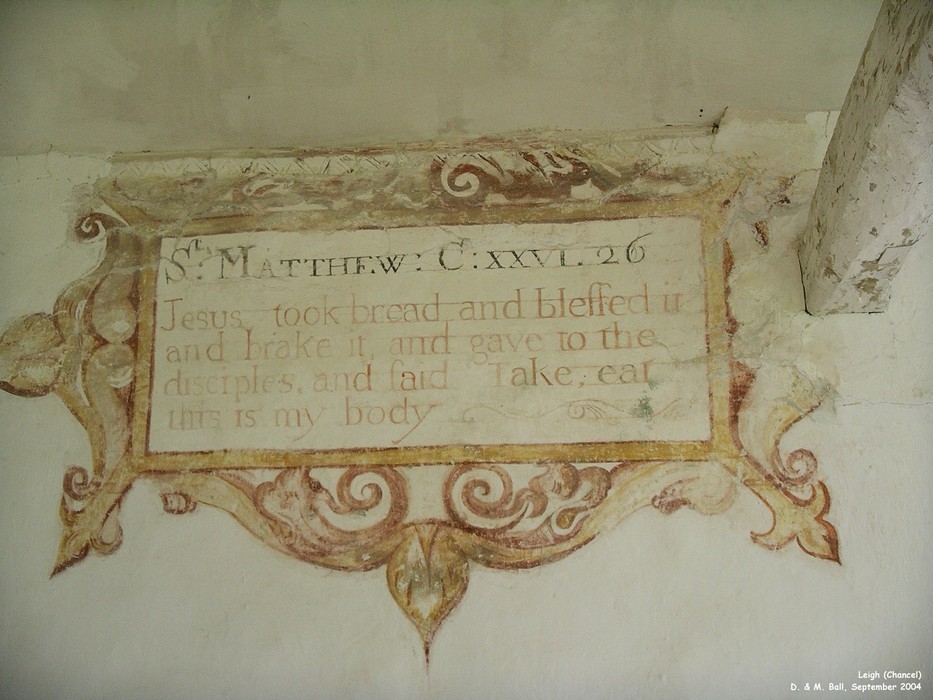 St: MATTHEW: C: XXVI. 26
Jesus, took bread and bleſſed it
and brake it, and gave to the
disciples, and ſaid Take, eat
this is my body
Leigh (Chancel)
D. & M. Ball, September 2004